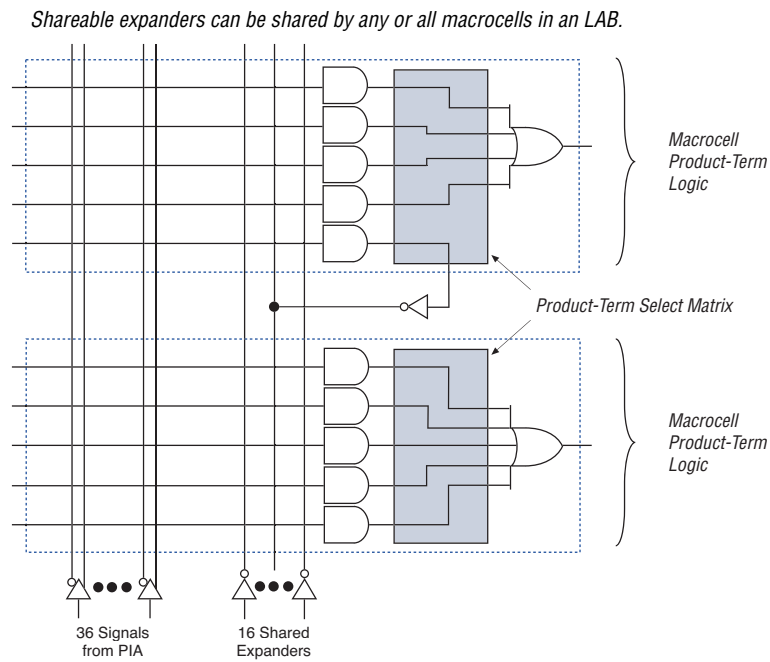 Shareable expanders can be shared by any or all macrocells in an LAB.
Macrocell
Product-Term
Logic
Product-Term Select Matrix
Macrocell
Product-Term
Logic
36 Signals
from PIA
16 Shared
Expanders